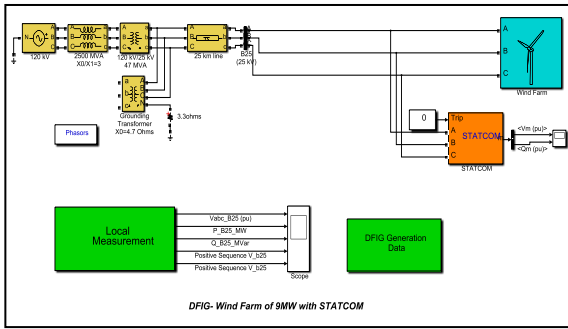 N A A A A A a A a A
B B B B b B b B
C C C C c C c C
120 kV
2500 MVA
X0/X1=3
120 kV/25 kV
47 MVA
25 km line
B25
(25 kV)
Wind Farm
a A
b B
c C
N
Grounding
Transformer
X0=4.7 Ohms
3.3ohms
Phasors
0
Trip
A
B
C
STATCOM
m
STATCOM
<Vm (pu)>
<Qm (pu)>
Local
Measurement
Vabc_B25 (pu)
P_B25_MW
Q_B25_MVar
Positive Sequence V_b25
Positive Sequence V_b25
Scope
DFIG Generation
Data
DFIG- Wind Farm of 9MW with STATCOM